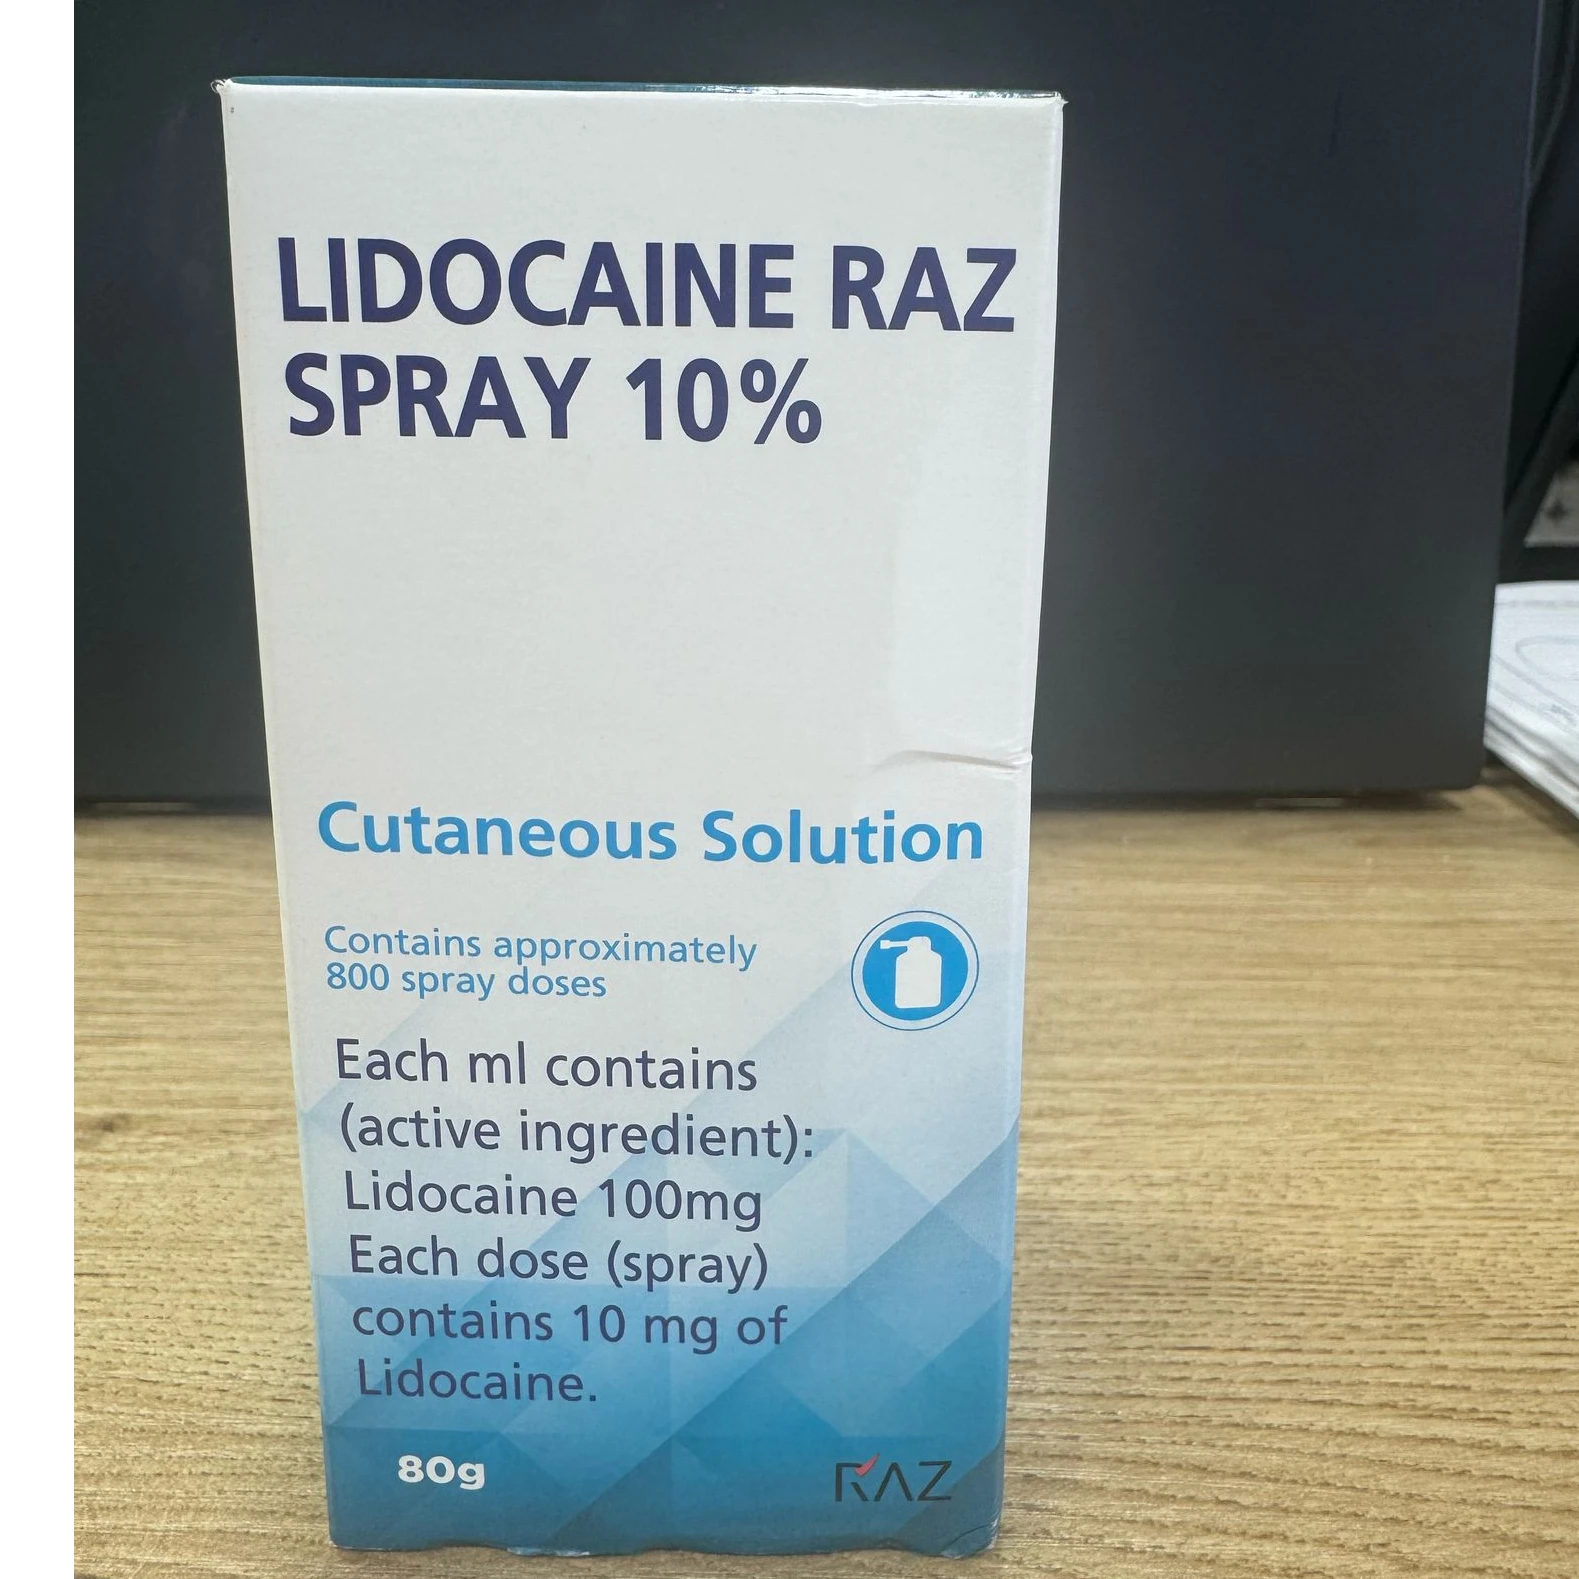 LIDOCAINE RAZ
SPRAY 10%
Cutaneous Solution
Contains approximately
800 spray doses
Each ml contains
(active ingredient):
Lidocaine 100mg
Each dose (spray)
contains 10 mg of
Lidocaine.
80g
RAZ